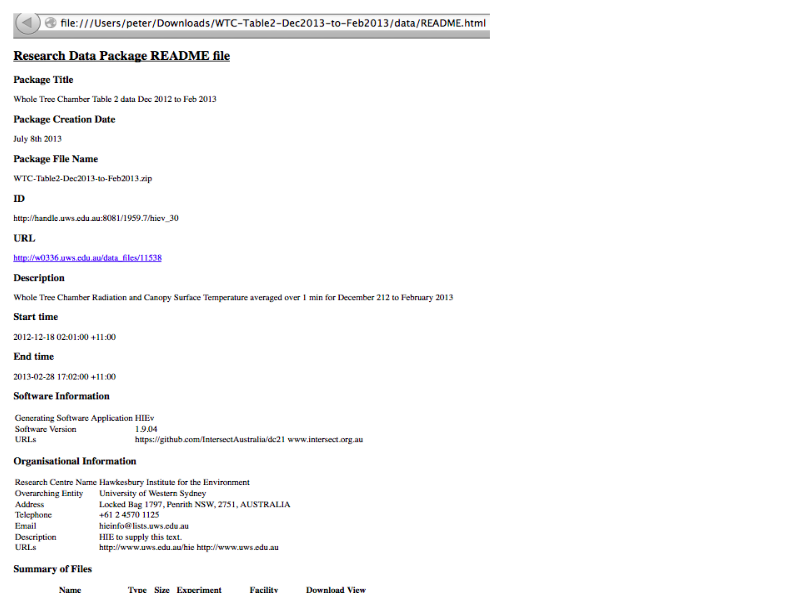 file:///Users/peter/Downloads/WTC-Table2-Dec2013-to-Feb2013/data/README.html
Research Data Package README file
Package Title
Whole Tree Chamber Table 2 data Dec 2012 to Feb 2013
Package Creation Date
July 8th 2013
Package File Name
WTC-Table2-Dec2013-to-Feb2013.zip
ID
http://handle.uws.edu.au:8081/1959.7/hiev_30
URL
http://w0336.uws.edu.au/data_files/11538
Description
Whole Tree Chamber Radiation and Canopy Surface Temperature averaged over 1 min for December 212 to February 2013
Start time
2012-12-18 02:01:00 +11:00
End time
2013-02-28 17:02:00 +11:00
Software Information
Generating Software Application HIEv
Software Version 1.9.04
URLs https://github.com/IntersectAustralia/dc21 www.intersect.org.au
Organisational Information
Research Centre Name Hawkesbury Institute for the Environment
Overarching Entity University of Western Sydney
Address Locked Bag 1797, Penrith NSW, 2751, AUSTRALIA
Telephone +61 2 4570 1125
Email hieinfo@lists.uws.edu.au
Description HIE to supply this text.
URLs http://www.uws.edu.au/hie http://www.uws.edu.au
Summary of Files
Name Type Size Experiment Facility Download View